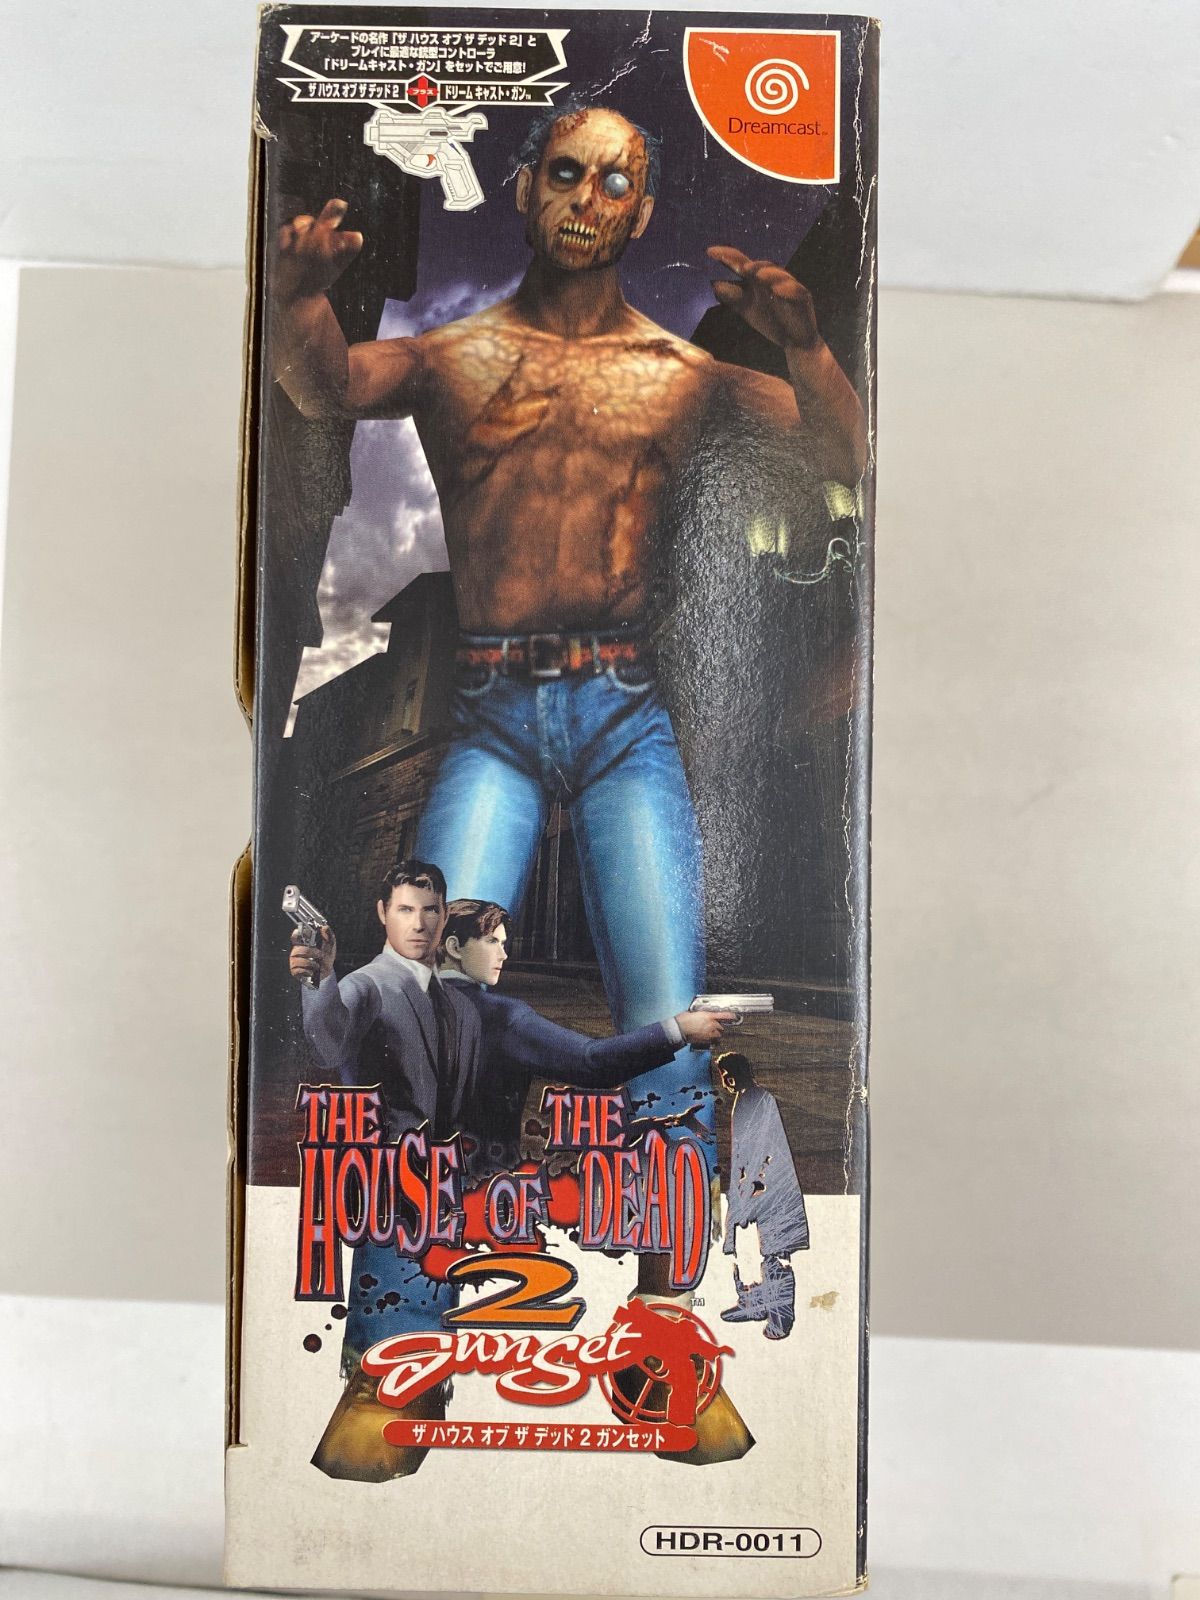 アーケードの名作「ザ ハウス オブ ザ デッド 2」と
プレイに最適な銃型コントローラ
「ドリームキャスト・ガン」をセットでご用意!
ザ ハウス オブ ザ デッド 2 プラス ドリームキャスト・ガン™
Dreamcast™
THE HOUSE OF THE DEAD
2
TM
Gun Set
ザ ハウス オブ ザ デッド 2 ガンセット
HDR-0011